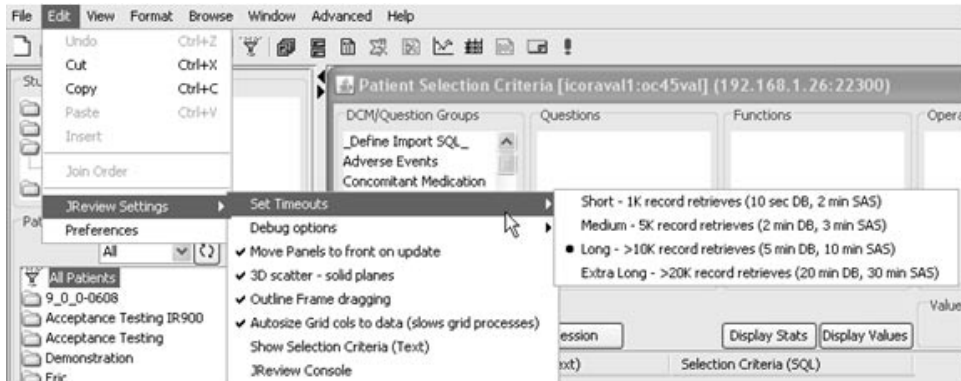 File Edit View Format Browse Window Advanced Help
Undo Ctrl+Z
Cut Ctrl+X
Copy Ctrl+C
Paste Ctrl+V
Insert
Join Order
JReview Settings
Preferences
Stu
Pat
All
All Patients
9_0_0-0608
Acceptance Testing IR900
Acceptance Testing
Demonstration
Eric
Set Timeouts
Debug options
Move Panels to front on update
3D scatter - solid planes
Outline Frame dragging
Autosize Grid cols to data (slows grid processes)
Show Selection Criteria (Text)
JReview Console
Patient Selection Criteria [icoraval1:oc45val] (192.168.1.26:22300)
DCM/Question Groups Questions Functions Opera
_Define Import SQL_
Adverse Events
Concomitant Medication
Short - 1K record retrieves (10 sec DB, 2 min SAS)
Medium - 5K record retrieves (2 min DB, 3 min SAS)
Long - >10K record retrieves (5 min DB, 10 min SAS)
Extra Long - >20K record retrieves (20 min DB, 30 min SAS)
Value
ession Display Stats Display Values
ext) Selection Criteria (SQL)